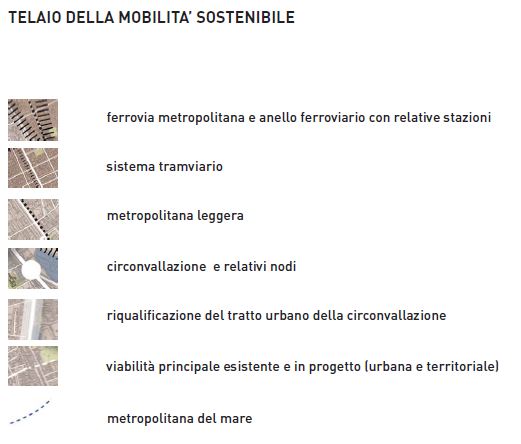 TELAIO DELLA MOBILITA' SOSTENIBILE
ferrovia metropolitana e anello ferroviario con relative stazioni
sistema tramviario
metropolitana leggera
circonvallazione e relativi nodi
riqualificazione del tratto urbano della circonvallazione
viabilità principale esistente e in progetto (urbana e territoriale)
metropolitana del mare